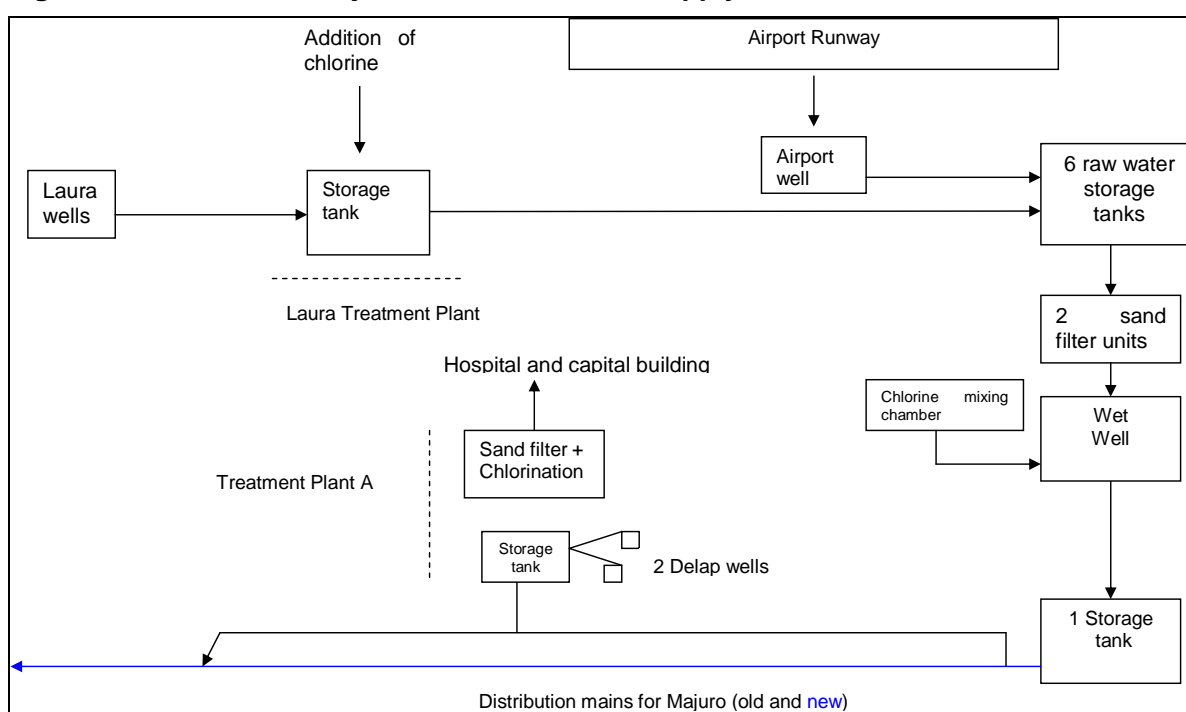 Addition of
chlorine
Airport Runway
Airport
well
6 raw water
storage
tanks
Laura
wells
Storage
tank
Laura Treatment Plant
2 sand
filter units
Hospital and capital building
Chlorine mixing
chamber
Wet
Well
Sand filter +
Chlorination
Treatment Plant A
Storage
tank
2 Delap wells
1 Storage
tank
Distribution mains for Majuro (old and new)